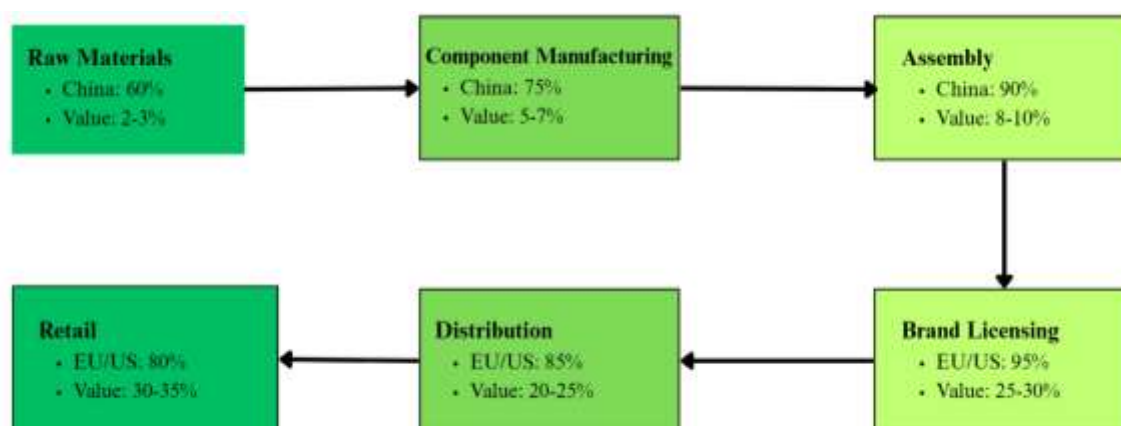 Raw Materials
• China: 60%
• Value: 2-3%
Component Manufacturing
• China: 75%
• Value: 5-7%
Assembly
• China: 90%
• Value: 8-10%
Brand Licensing
• EU/US: 95%
• Value: 25-30%
Distribution
• EU/US: 85%
• Value: 20-25%
Retail
• EU/US: 80%
• Value: 30-35%